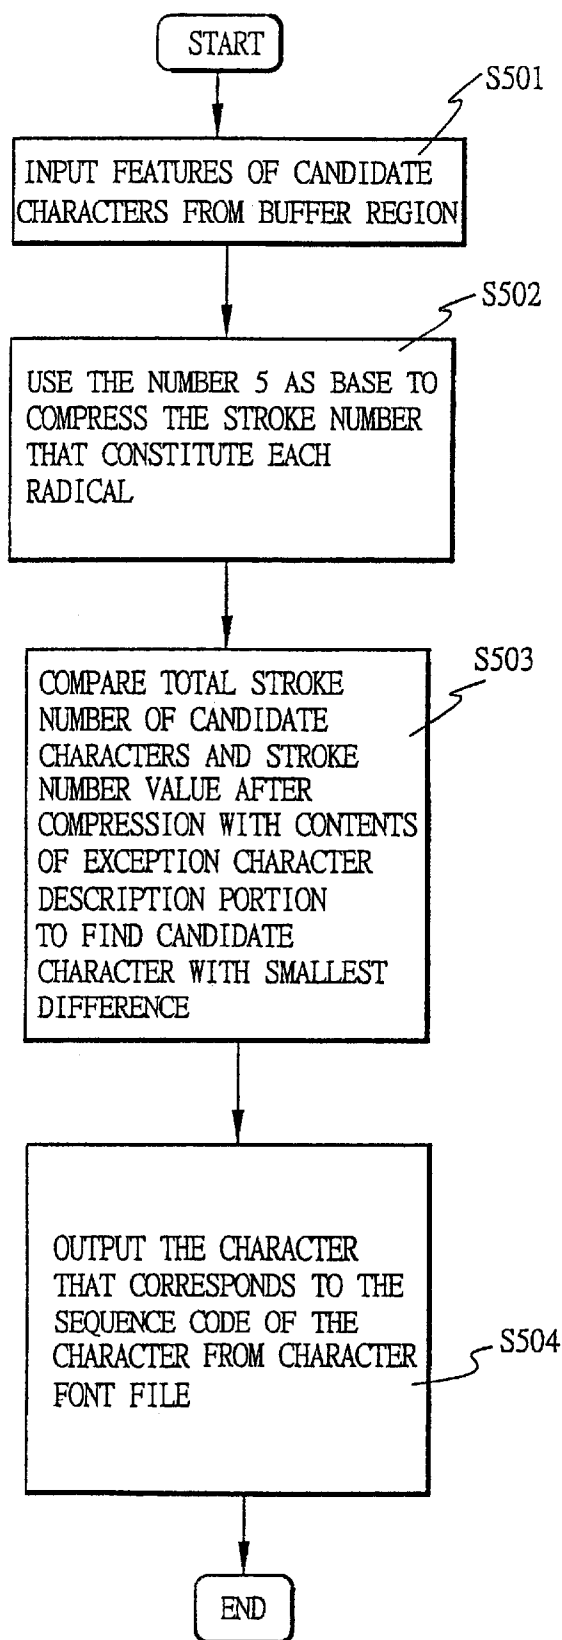 START
S501
INPUT FEATURES OF CANDIDATE
CHARACTERS FROM BUFFER REGION
S502
USE THE NUMBER 5 AS BASE TO
COMPRESS THE STROKE NUMBER
THAT CONSTITUTE EACH
RADICAL
S503
COMPARE TOTAL STROKE
NUMBER OF CANDIDATE
CHARACTERS AND STROKE
NUMBER VALUE AFTER
COMPRESSION WITH CONTENTS
OF EXCEPTION CHARACTER
DESCRIPTION PORTION
TO FIND CANDIDATE
CHARACTER WITH SMALLEST
DIFFERENCE
OUTPUT THE CHARACTER
THAT CORRESPONDS TO THE
SEQUENCE CODE OF THE
CHARACTER FROM CHARACTER
FONT FILE
S504
END